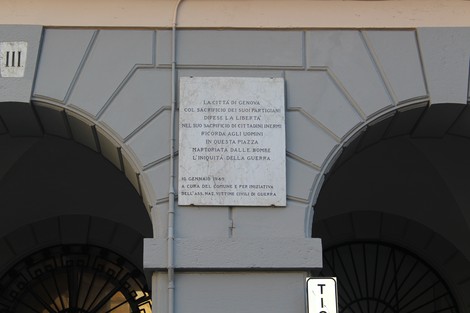 III
LA CITTÀ DI GENOVA
COL SACRIFICIO DEI SUOI PARTIGIANI
DIFESE LA LIBERTÀ
NEL SUO SACRIFICIO DI CITTADINI INERMI
RICORDA AGLI UOMINI
IN QUESTA PIAZZA
MARTORIATA DALLE BOMBE
L'INIQUITÀ DELLA GUERRA
A CURA DEL COMUNE E PER INIZIATIVA
DELL'ASS. NAZ. VITTIME CIVILI DI GUERRA
T